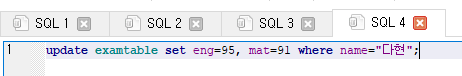 SQL 1 SQL 2 SQL 3 SQL 4
1 update examtable set eng=95, mat=91 where name="다현";